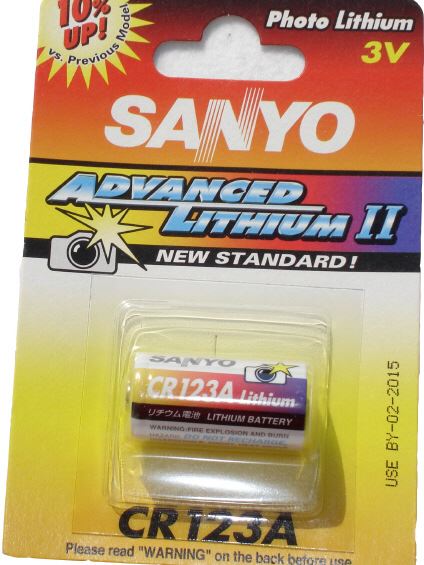 10%
UP!
vs. Previous Model
Photo Lithium
3V
SANYO
ADVANCED
LITHIUM II
NEW STANDARD!
SANYO
CR123A Lithium
リチウム電池 LITHIUM BATTERY
WARNING:FIRE EXPLOSION AND BURN
HAZARD. DO NOT RECHARGE.
USE BY-02-2015
CR123A
Please read "WARNING" on the back before use